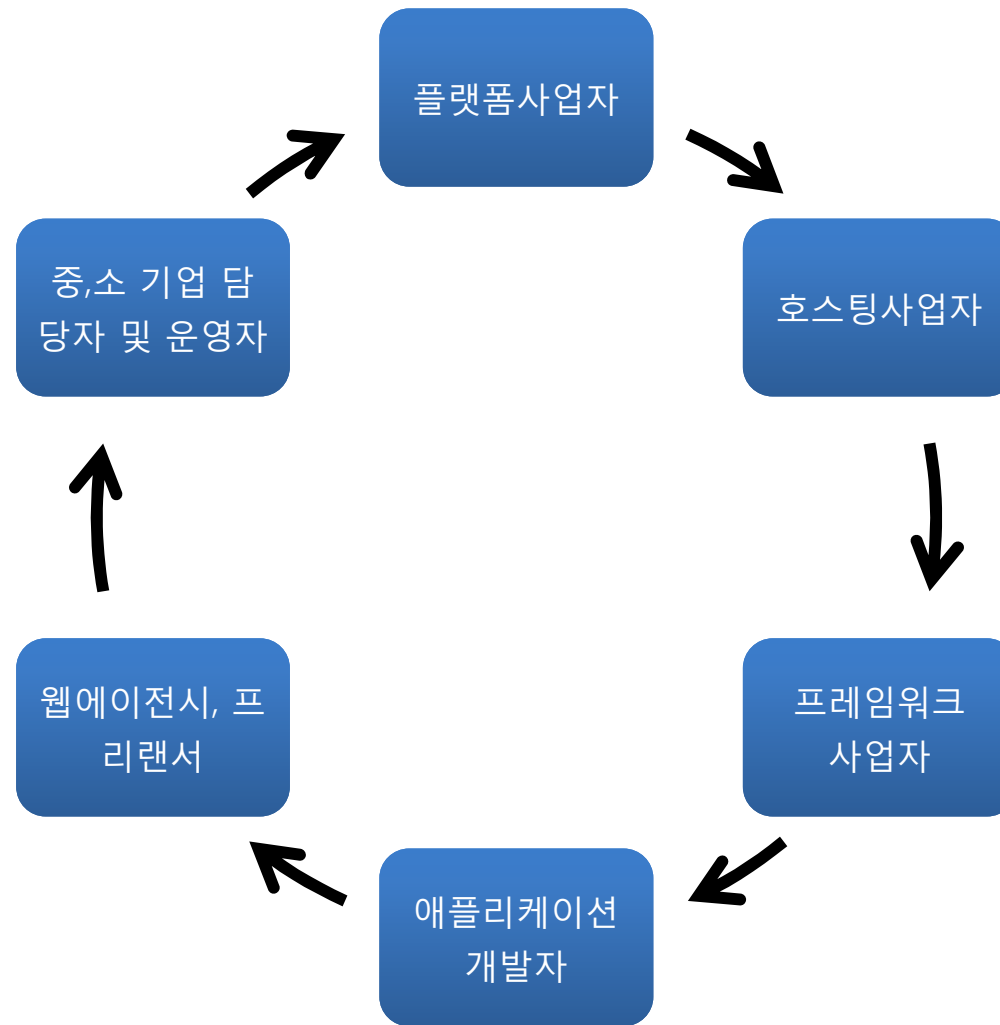 플랫폼사업자
호스팅사업자
프레임워크
사업자
애플리케이션
개발자
웹에이전시, 프
리랜서
중,소 기업 담
당자 및 운영자